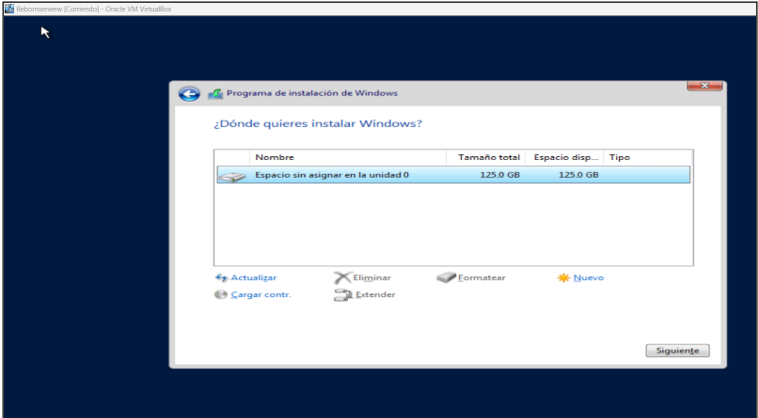 Rebornserverw [Corriendo] - Oracle VM VirtualBox
Programa de instalación de Windows
¿Dónde quieres instalar Windows?
Nombre Tamaño total Espacio disp... Tipo
Espacio sin asignar en la unidad 0 125.0 GB 125.0 GB
Actualizar Eliminar Formatear Nuevo
Cargar contr. Extender
Siguiente